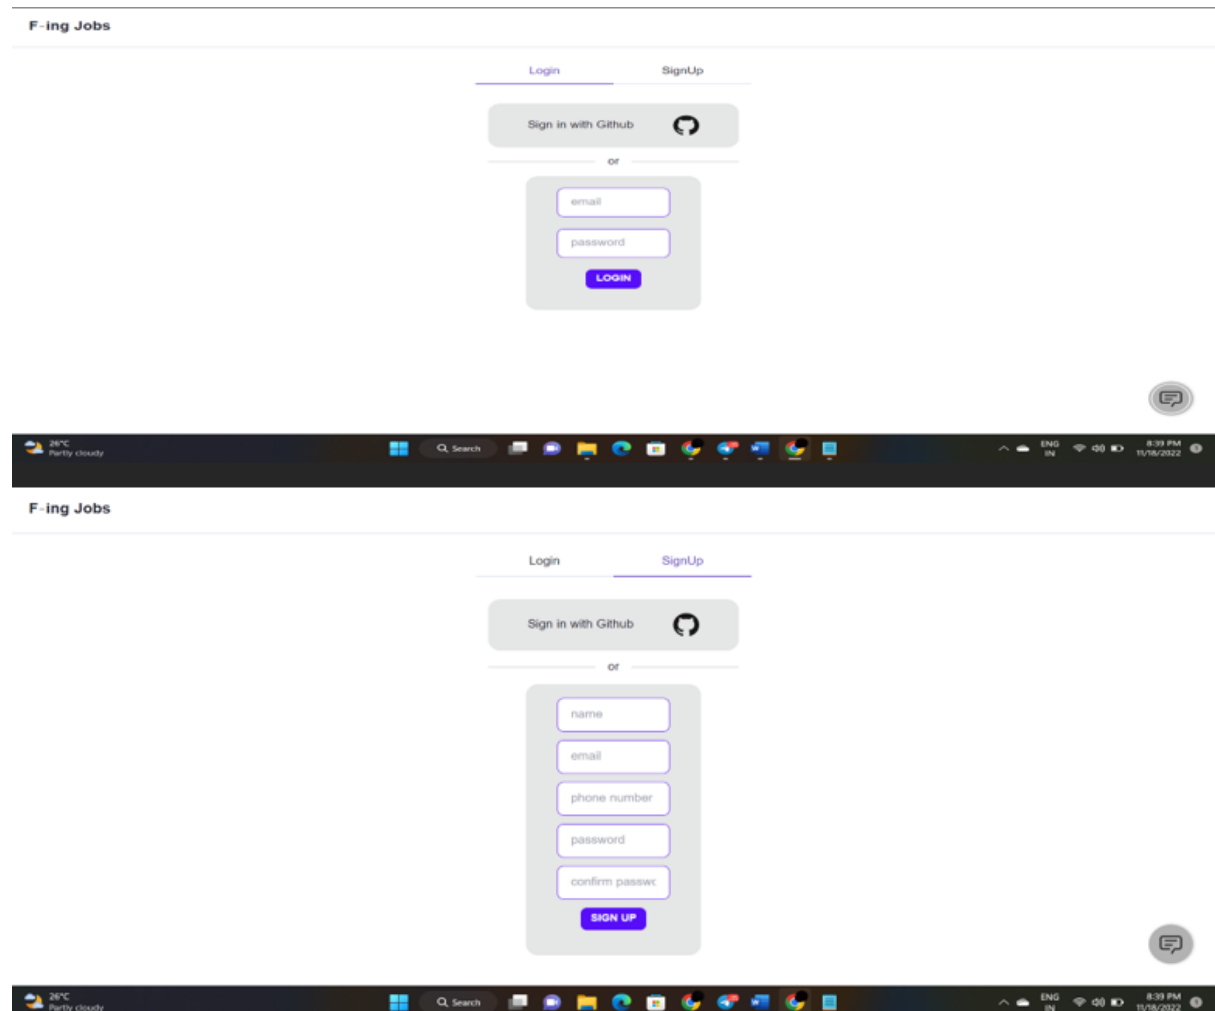 F-ing Jobs
Login SignUp
Sign in with Github
or
email
password
LOGIN
26°C
Partly cloudy
Search
ENG
IN
8:39 PM
11/18/2022
F-ing Jobs
Login SignUp
Sign in with Github
or
name
email
phone number
password
confirm passwc
SIGN UP
26°C
Partly cloudy
Search
ENG
IN
8:39 PM
11/18/2022